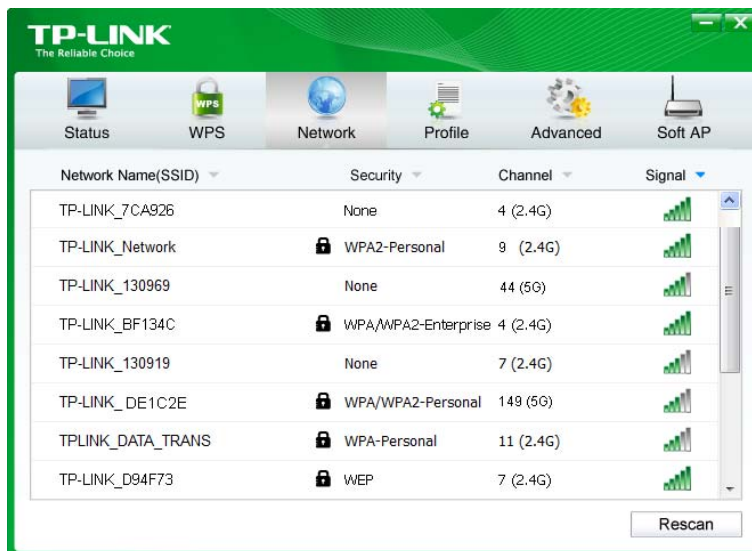 TP-LINK
The Reliable Choice
WPS
Status WPS Network Profile Advanced Soft AP
Network Name(SSID) Security Channel Signal
TP-LINK_7CA926 None 4 (2.4G)
TP-LINK_Network WPA2-Personal 9 (2.4G)
TP-LINK_130969 None 44 (5G)
TP-LINK_BF134C WPA/WPA2-Enterprise 4 (2.4G)
TP-LINK_130919 None 7 (2.4G)
TP-LINK_DE1C2E WPA/WPA2-Personal 149 (5G)
TPLINK_DATA_TRANS WPA-Personal 11 (2.4G)
TP-LINK_D94F73 WEP 7 (2.4G)
Rescan